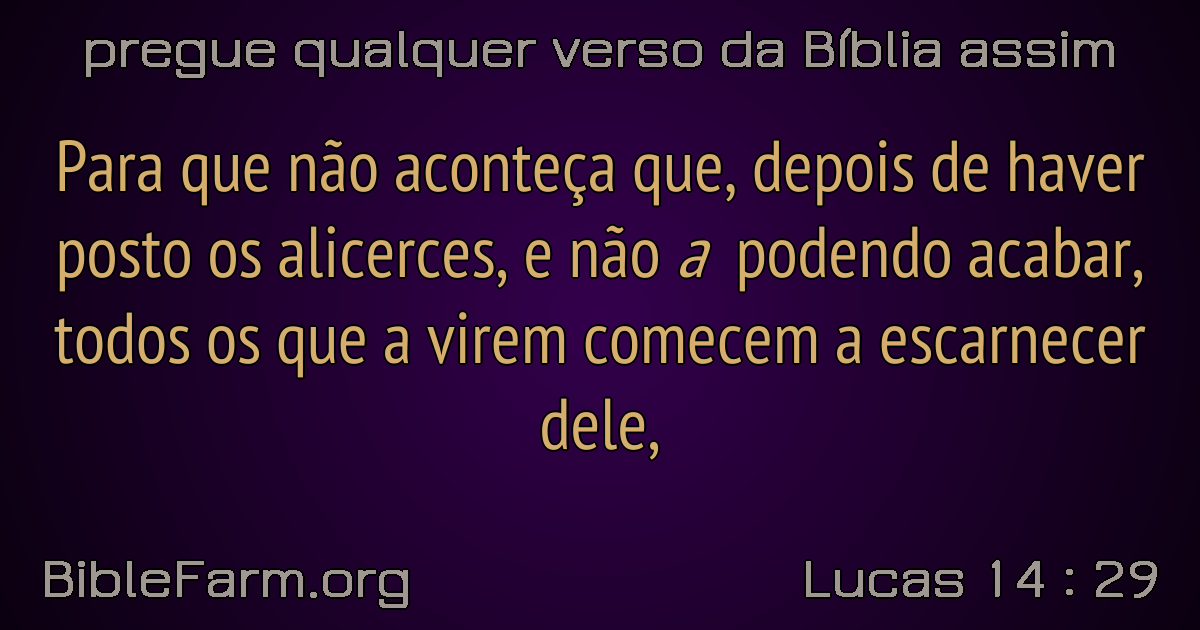 pregue qualquer verso da Bíblia assim
Para que não aconteça que, depois de haver
posto os alicerces, e não a podendo acabar,
todos os que a virem comecem a escarnecer
dele,
BibleFarm.org
Lucas 14 : 29